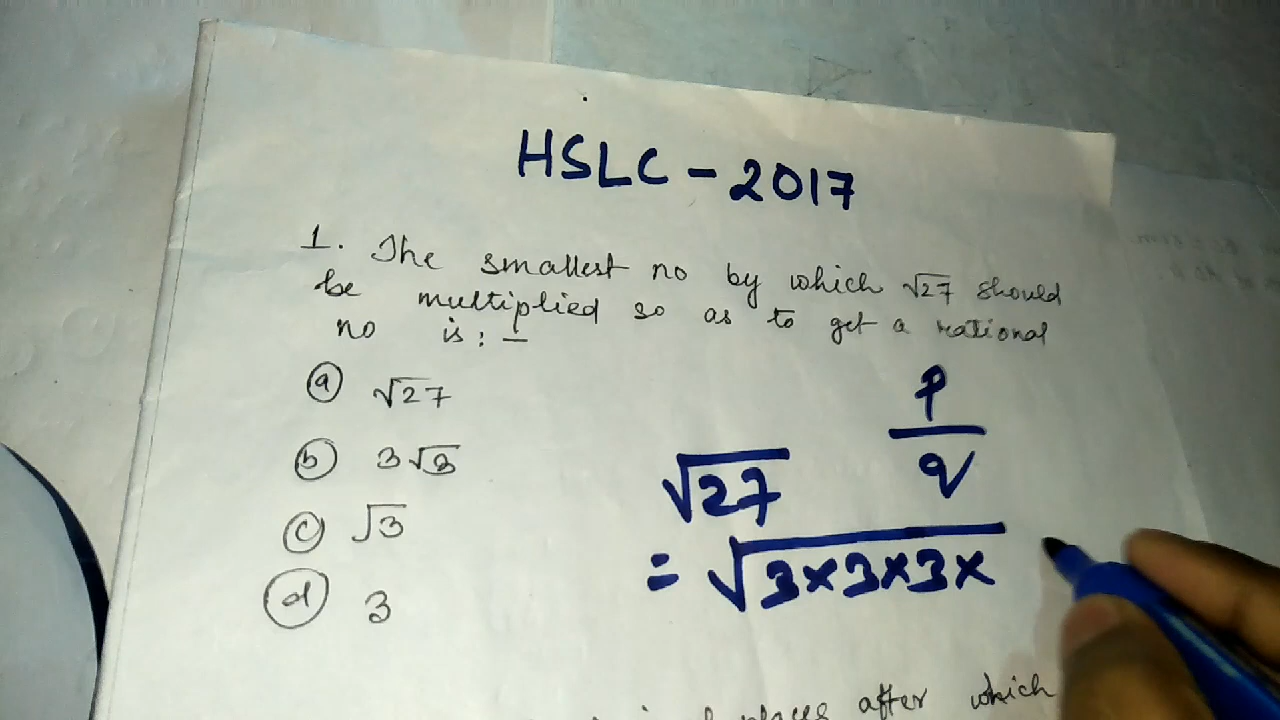 HSLC - 2017
1. The smallest no by which √27 should
be multiplied so as to get a rational
no is: -
(a) √27
(b) 3√3
(c) √3
(d) 3
p
q
√27
= √3×3×3×
places after which